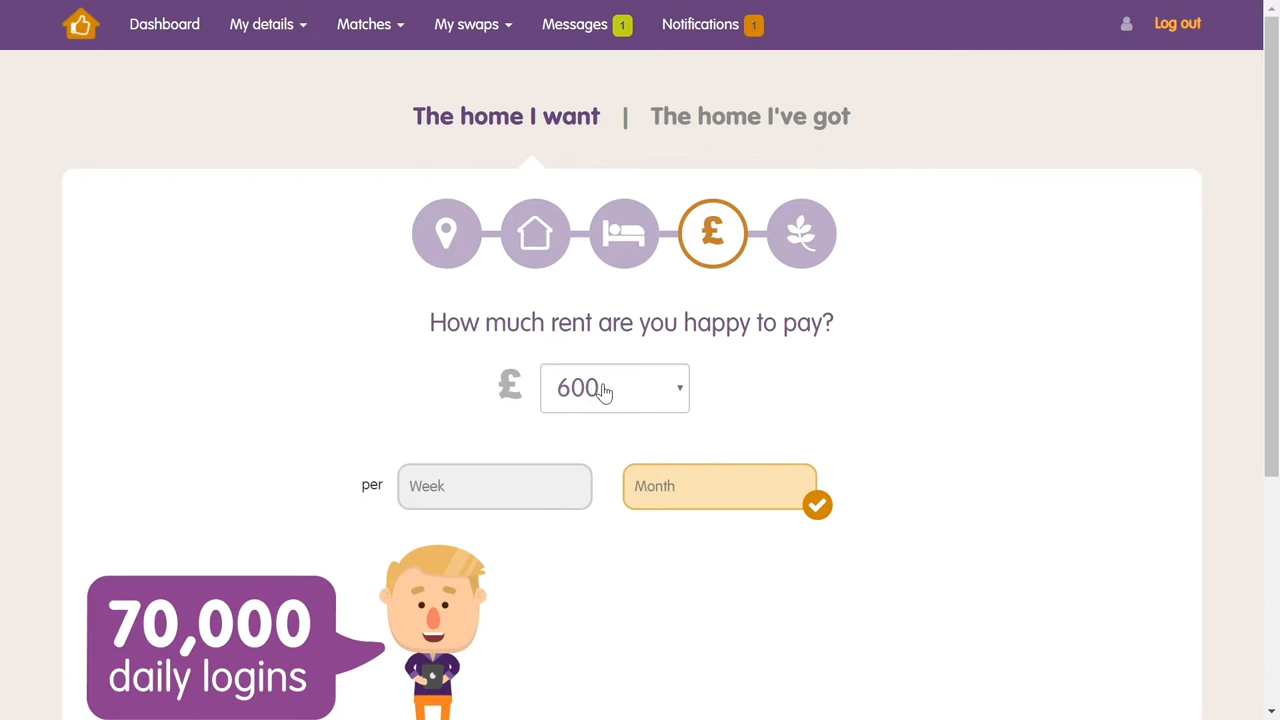 Dashboard My details Matches My swaps Messages 1 Notifications 1 Log out
The home I want | The home I've got
£
How much rent are you happy to pay?
£ 600
per Week Month
70,000
daily logins